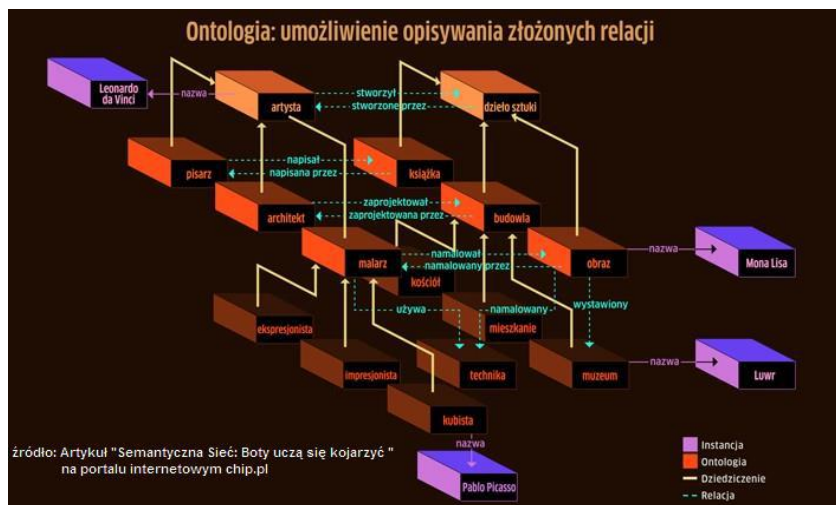 Ontologia: umożliwienie opisywania złożonych relacji
Leonardo
da Vinci
nazwa
artysta
stworzył
stworzone przez
dzieło sztuki
pisarz
napisał
napisana przez
książka
architekt
zaprojektował
zaprojektowana przez
budowla
malarz
namalował
namalowany przez
obraz
nazwa
Mona Lisa
kościół
ekspresjonista
używa
namalowany
mieszkanie
wystawiony
impresjonista
technika
muzeum
nazwa
Luwr
kubista
nazwa
Pablo Picasso
źródło: Artykuł "Semantyczna Sieć: Boty uczą się kojarzyć "
na portalu internetowym chip.pl
Instancja
Ontologia
Dziedziczenie
Relacja